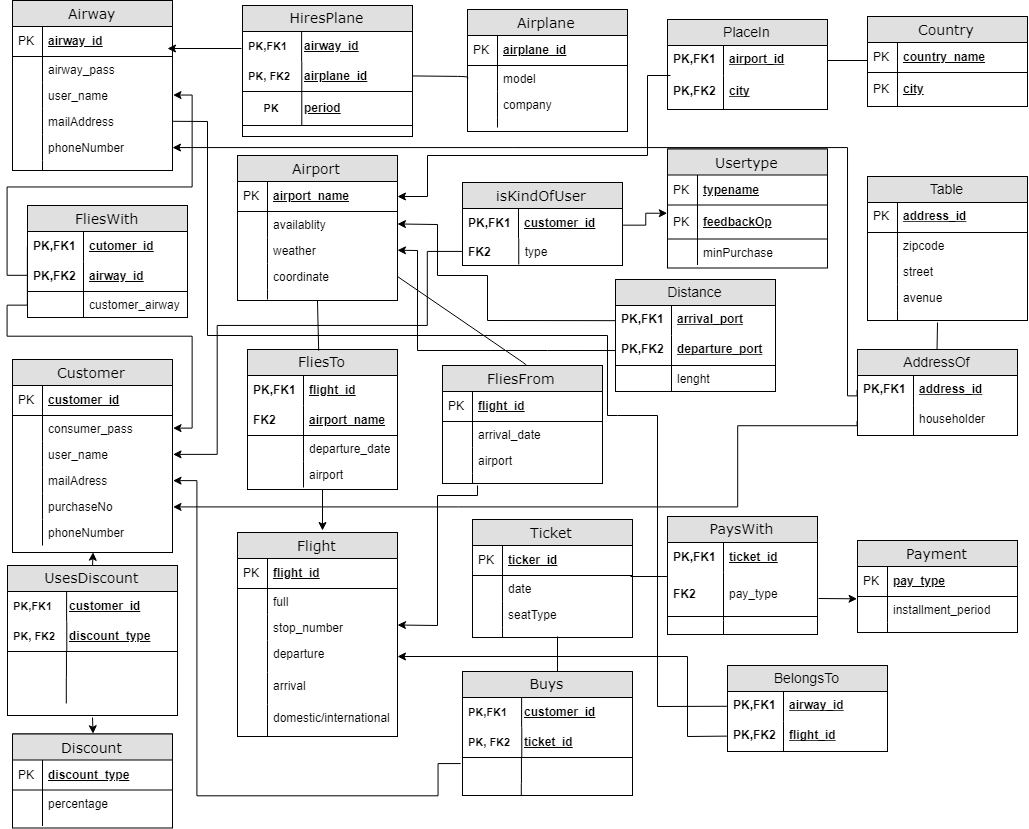 Airway
PK airway_id
airway_pass
user_name
mailAddress
phoneNumber
HiresPlane
PK,FK1 airway_id
PK, FK2 airplane_id
PK period
Airplane
PK airplane_id
model
company
PlaceIn
PK,FK1 airport_id
PK,FK2 city
Country
PK country_name
PK city
Airport
PK airport_name
availablity
weather
coordinate
isKindOfUser
PK,FK1 customer_id
FK2 type
Usertype
PK typename
PK feedbackOp
minPurchase
Table
PK address_id
zipcode
street
avenue
FliesWith
PK,FK1 cutomer_id
PK,FK2 airway_id
customer_airway
Distance
PK,FK1 arrival_port
PK,FK2 departure_port
lenght
Customer
PK customer_id
consumer_pass
user_name
mailAdress
purchaseNo
phoneNumber
FliesTo
PK,FK1 flight_id
FK2 airport_name
departure_date
airport
FliesFrom
PK flight_id
arrival_date
airport
AddressOf
PK,FK1 address_id
householder
Flight
PK flight_id
full
stop_number
departure
arrival
domestic/international
Ticket
PK ticker_id
date
seatType
PaysWith
PK,FK1 ticket_id
FK2 pay_type
Payment
PK pay_type
installment_period
UsesDiscount
PK,FK1 customer_id
PK, FK2 discount_type
Buys
PK,FK1 customer_id
PK, FK2 ticket_id
BelongsTo
PK,FK1 airway_id
PK,FK2 flight_id
Discount
PK discount_type
percentage